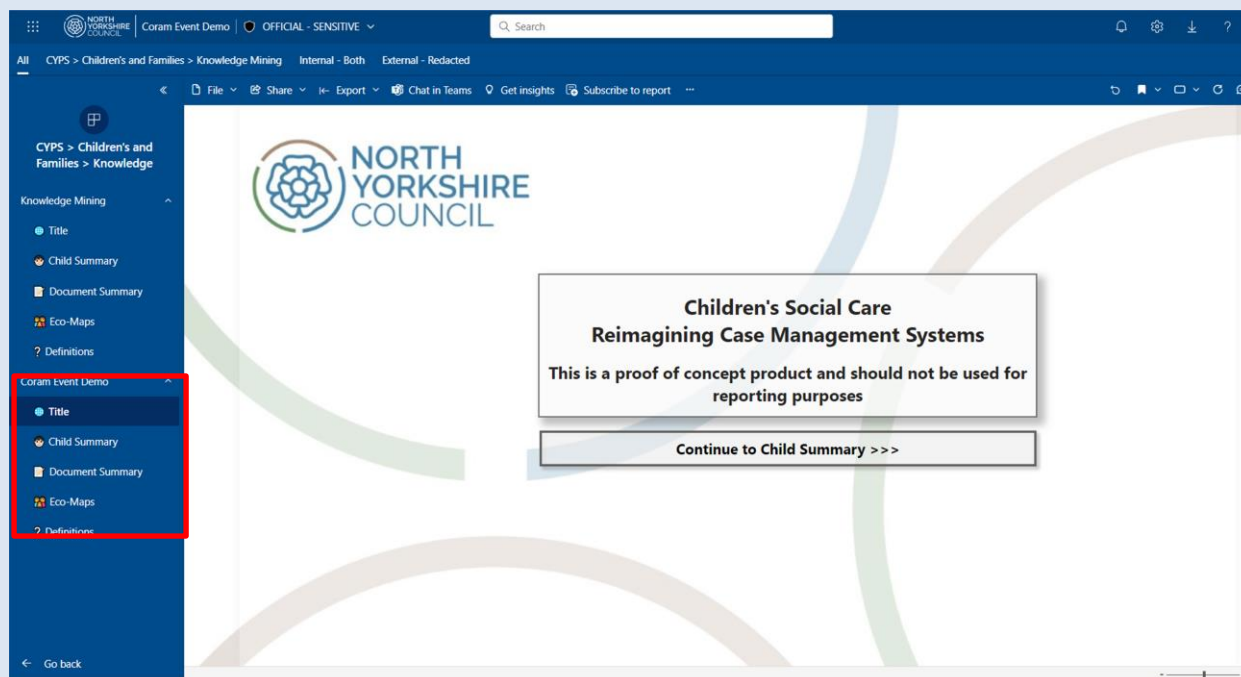 NORTH YORKSHIRE COUNCIL Coram Event Demo OFFICIAL - SENSITIVE Search ?
All CYPS > Children's and Families > Knowledge Mining Internal - Both External - Redacted
File Share Export Chat in Teams Get insights Subscribe to report ...
CYPS > Children's and
Families > Knowledge
Knowledge Mining
Title
Child Summary
Document Summary
Eco-Maps
? Definitions
Coram Event Demo
Title
Child Summary
Document Summary
Eco-Maps
? Definitions
Go back
NORTH
YORKSHIRE
COUNCIL
Children's Social Care
Reimagining Case Management Systems
This is a proof of concept product and should not be used for
reporting purposes
Continue to Child Summary >>>